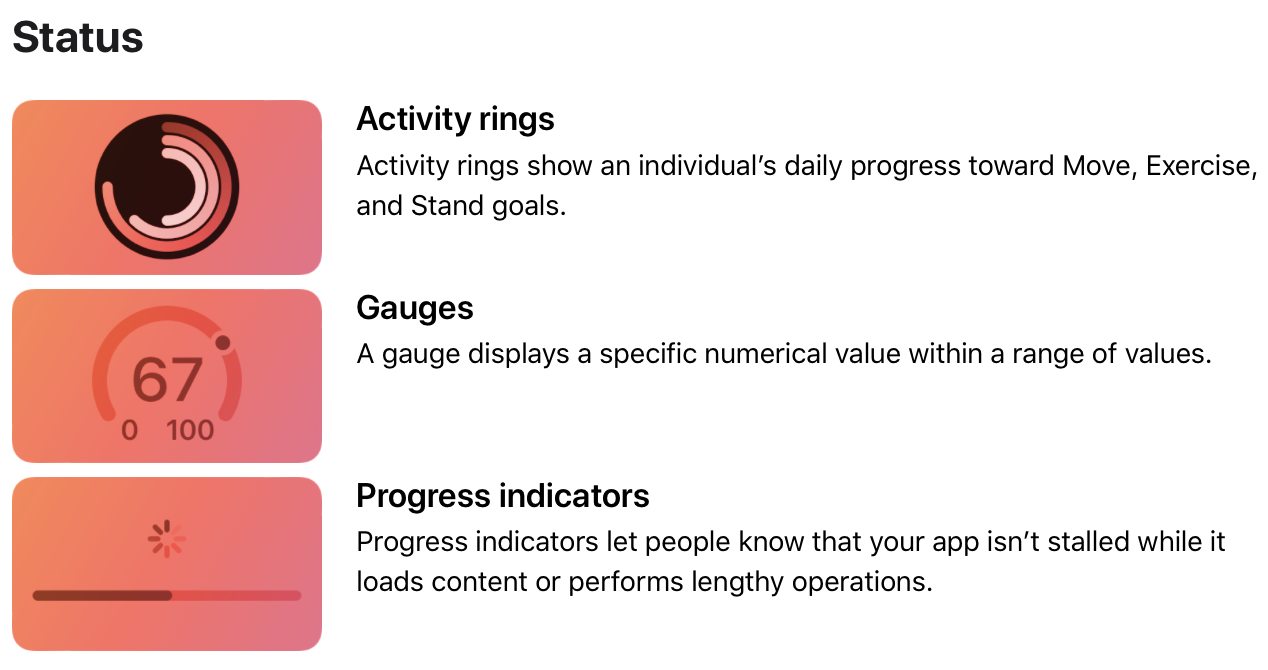 Status
Activity rings
Activity rings show an individual’s daily progress toward Move, Exercise,
and Stand goals.
67
0 100
Gauges
A gauge displays a specific numerical value within a range of values.
Progress indicators
Progress indicators let people know that your app isn’t stalled while it
loads content or performs lengthy operations.